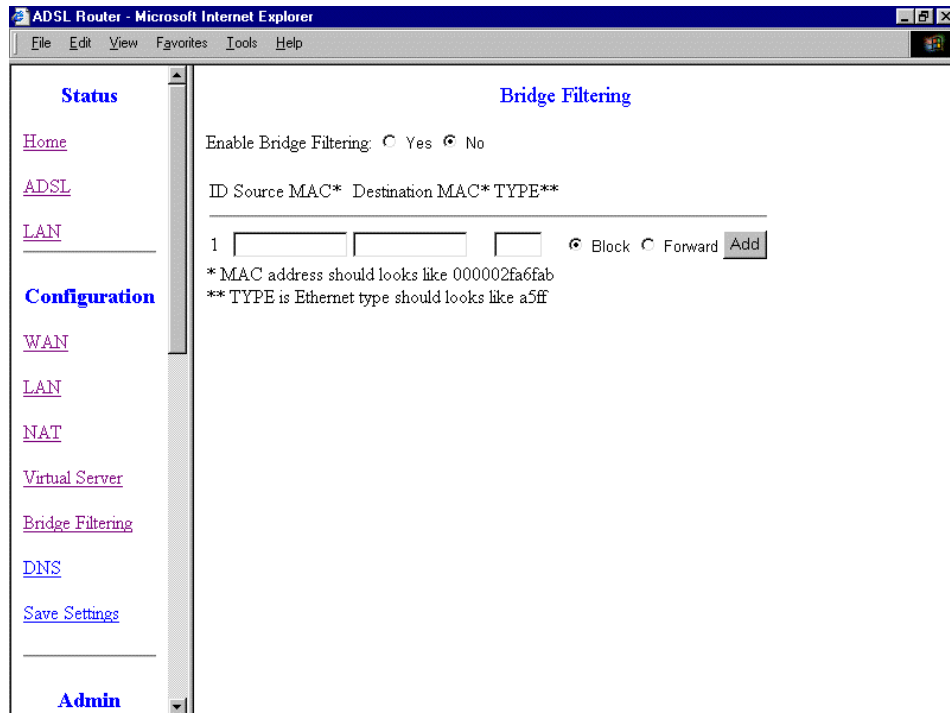 ADSL Router - Microsoft Internet Explorer
File Edit View Favorites Tools Help
Status
Home
ADSL
LAN
Configuration
WAN
LAN
NAT
Virtual Server
Bridge Filtering
DNS
Save Settings
Admin
Bridge Filtering
Enable Bridge Filtering: Yes No
ID Source MAC* Destination MAC* TYPE**
1 Block Forward Add
* MAC address should looks like 000002fa6fab
** TYPE is Ethernet type should looks like a5ff